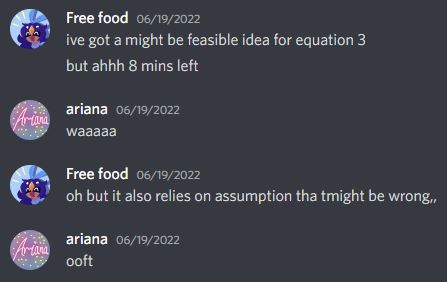 Free food 06/19/2022
ive got a might be feasible idea for equation 3
but ahhh 8 mins left
Ariana
ariana 06/19/2022
waaaaa
Free food 06/19/2022
oh but it also relies on assumption tha tmight be wrong,,
Ariana
ariana 06/19/2022
ooft